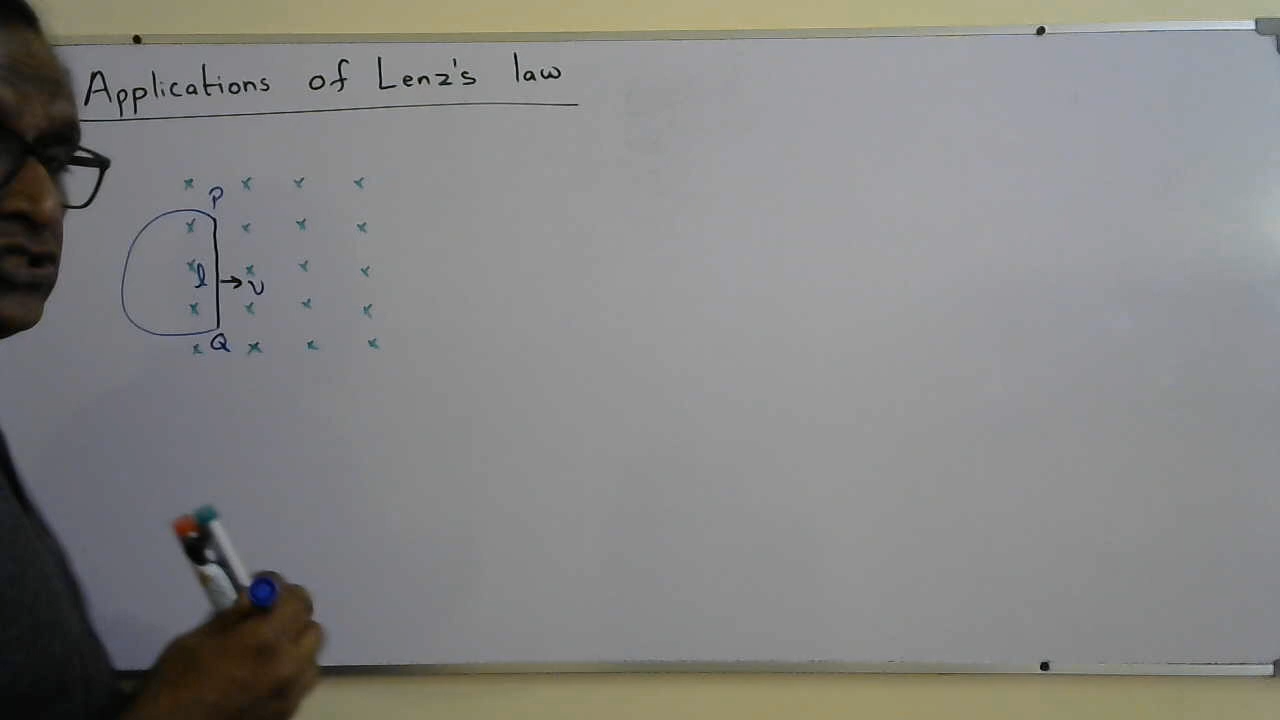 Applications of Lenz's law
x x x x
P
x x x x
x l x x x
v
x x x x
x Q x x x